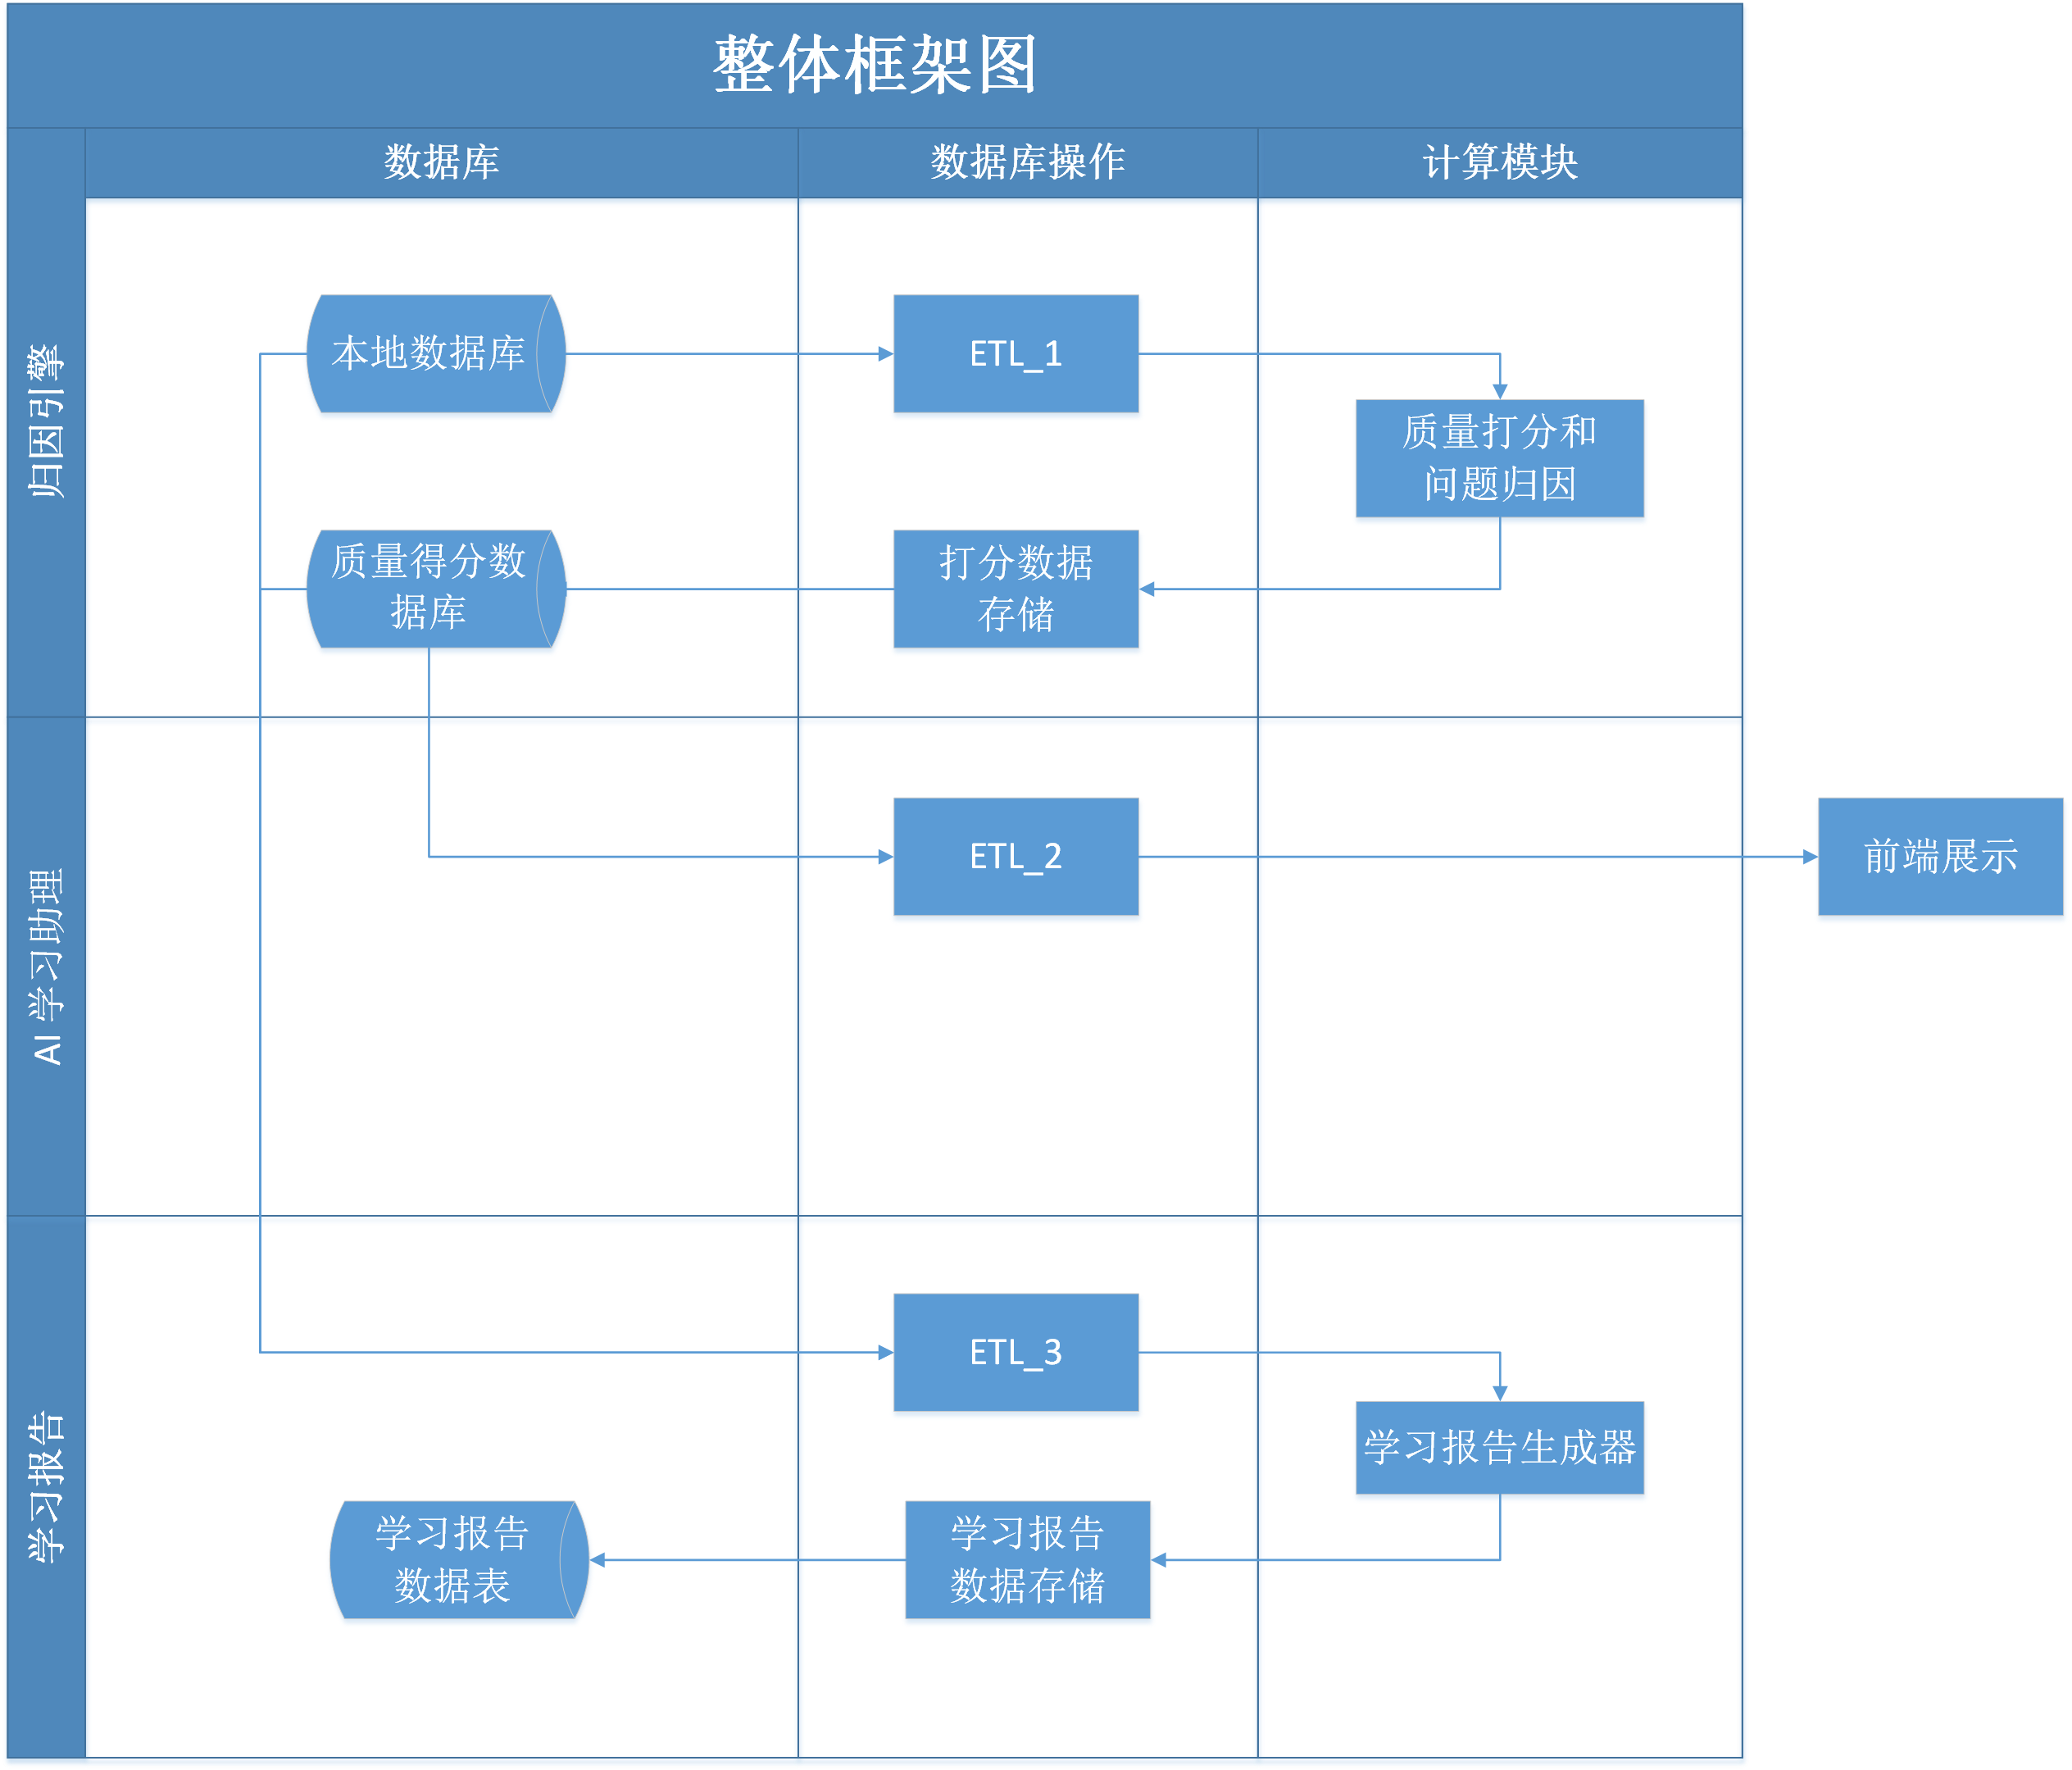 整体框架图
数据库
数据库操作
计算模块
归因引擎
本地数据库
ETL_1
质量打分和
问题归因
质量得分数
据库
打分数据
存储
AI 学习助理
ETL_2
前端展示
学习报告
ETL_3
学习报告生成器
学习报告
数据表
学习报告
数据存储